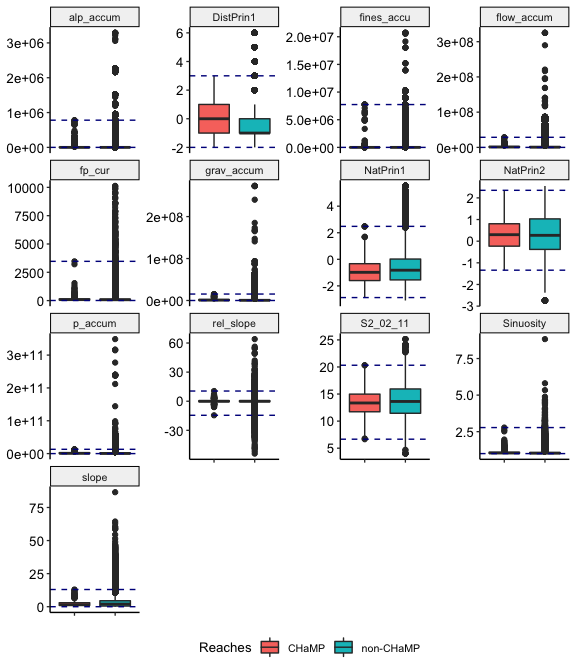 alp_accum DistPrin1 fines_accu flow_accum
3e+06 6 2.0e+07 3e+08
2e+06 4 1.5e+07 2e+08
1e+06 2 1.0e+07 1e+08
0e+00 0 5.0e+06 0e+00
-2 0.0e+00
fp_cur grav_accum NatPrin1 NatPrin2
10000 2e+08 4 2
7500 1e+08 2 1
5000 0e+00 0 0
2500 -2 -1
0 -2
-3
p_accum rel_slope S2_02_11 Sinuosity
3e+11 60 25 7.5
2e+11 30 20 5.0
1e+11 0 15 2.5
0e+00 -30 10
5
slope
75
50
25
0
Reaches CHaMP non-CHaMP